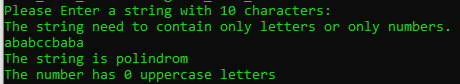 Please Enter a string with 10 characters:
The string need to contain only letters or only numbers.
ababccbaba
The string is polindrom
The number has 0 uppercase letters